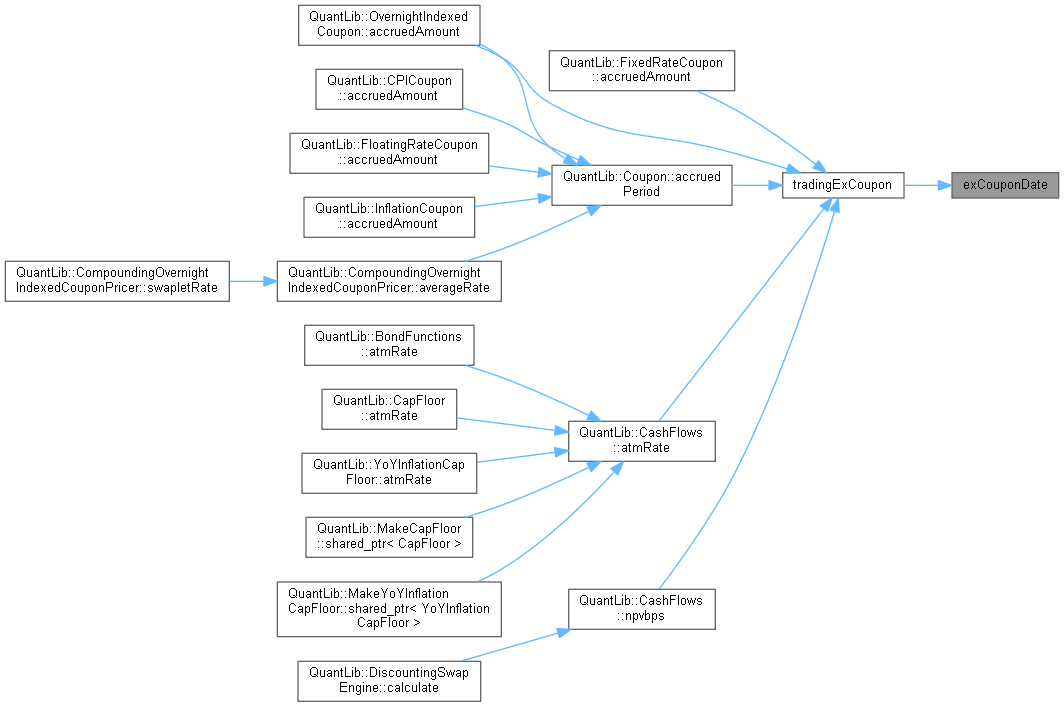 QuantLib::OvernightIndexed
Coupon::accruedAmount
QuantLib::FixedRateCoupon
::accruedAmount
QuantLib::CPICoupon
::accruedAmount
QuantLib::FloatingRateCoupon
::accruedAmount
QuantLib::Coupon::accrued
Period
tradingExCoupon
exCouponDate
QuantLib::InflationCoupon
::accruedAmount
QuantLib::CompoundingOvernight
IndexedCouponPricer::swapletRate
QuantLib::CompoundingOvernight
IndexedCouponPricer::averageRate
QuantLib::BondFunctions
::atmRate
QuantLib::CapFloor
::atmRate
QuantLib::CashFlows
::atmRate
QuantLib::YoYInflationCap
Floor::atmRate
QuantLib::MakeCapFloor
::shared_ptr< CapFloor >
QuantLib::MakeYoYInflation
CapFloor::shared_ptr< YoYInflation
CapFloor >
QuantLib::CashFlows
::npvbps
QuantLib::DiscountingSwap
Engine::calculate